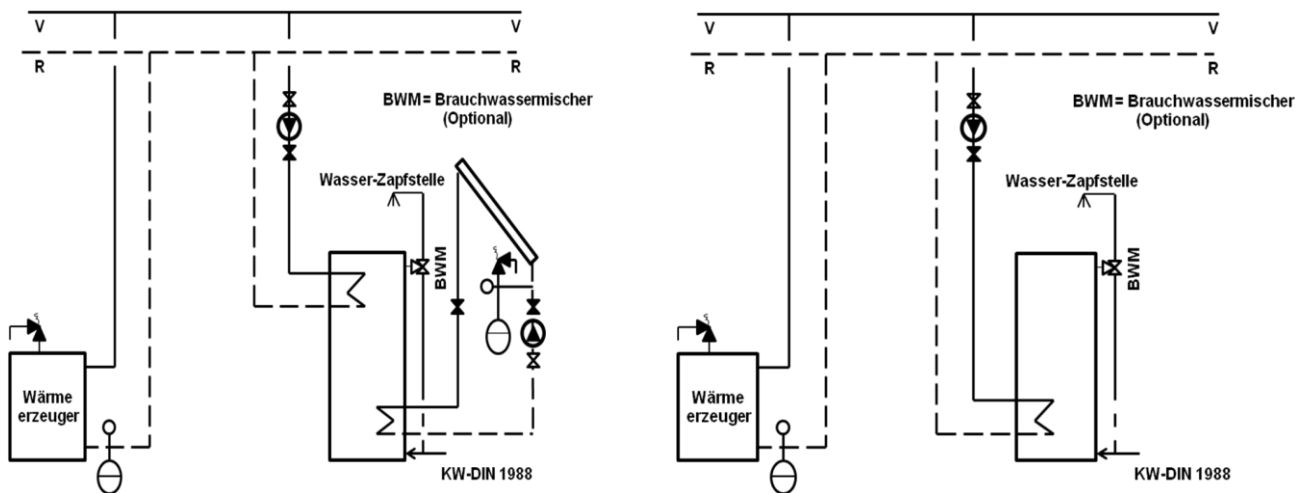 V V
R R
BWM = Brauchwassermischer
(Optional)
Wasser-Zapfstelle
BWM
Wärme
erzeuger
KW-DIN 1988
V V
R R
BWM = Brauchwassermischer
(Optional)
Wasser-Zapfstelle
BWM
Wärme
erzeuger
KW-DIN 1988